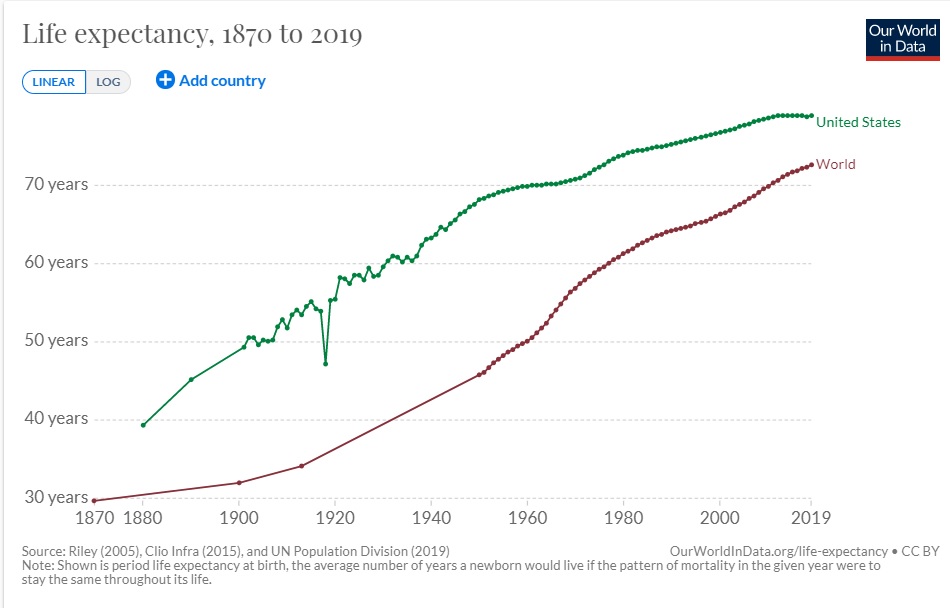 Life expectancy, 1870 to 2019
Our World
in Data
LINEAR LOG
Add country
United States
World
70 years
60 years
50 years
40 years
30 years
1870 1880 1900 1920 1940 1960 1980 2000 2019
Source: Riley (2005), Clio Infra (2015), and UN Population Division (2019)
OurWorldInData.org/life-expectancy • CC BY
Note: Shown is period life expectancy at birth, the average number of years a newborn would live if the pattern of mortality in the given year were to
stay the same throughout its life.